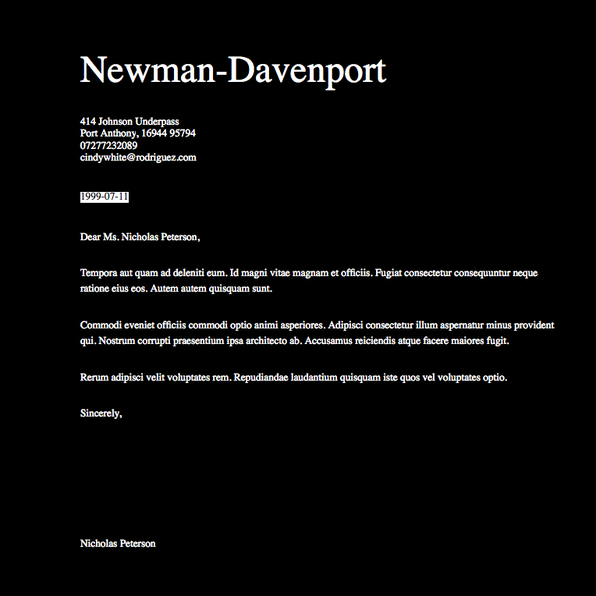 Newman-Davenport
414 Johnson Underpass
Port Anthony, 16944 95794
07277232089
cindywhite@rodriguez.com
1999-07-11
Dear Ms. Nicholas Peterson,
Tempora aut quam ad deleniti eum. Id magni vitae magnam et officiis. Fugiat consectetur consequuntur neque
ratione eius eos. Autem autem quisquam sunt.
Commodi eveniet officiis commodi optio animi asperiores. Adipisci consectetur illum aspernatur minus provident
qui. Nostrum corrupti praesentium ipsa architecto ab. Accusamus reiciendis atque facere maiores fugit.
Rerum adipisci velit voluptates rem. Repudiandae laudantium quisquam iste quos vel voluptates optio.
Sincerely,
Nicholas Peterson